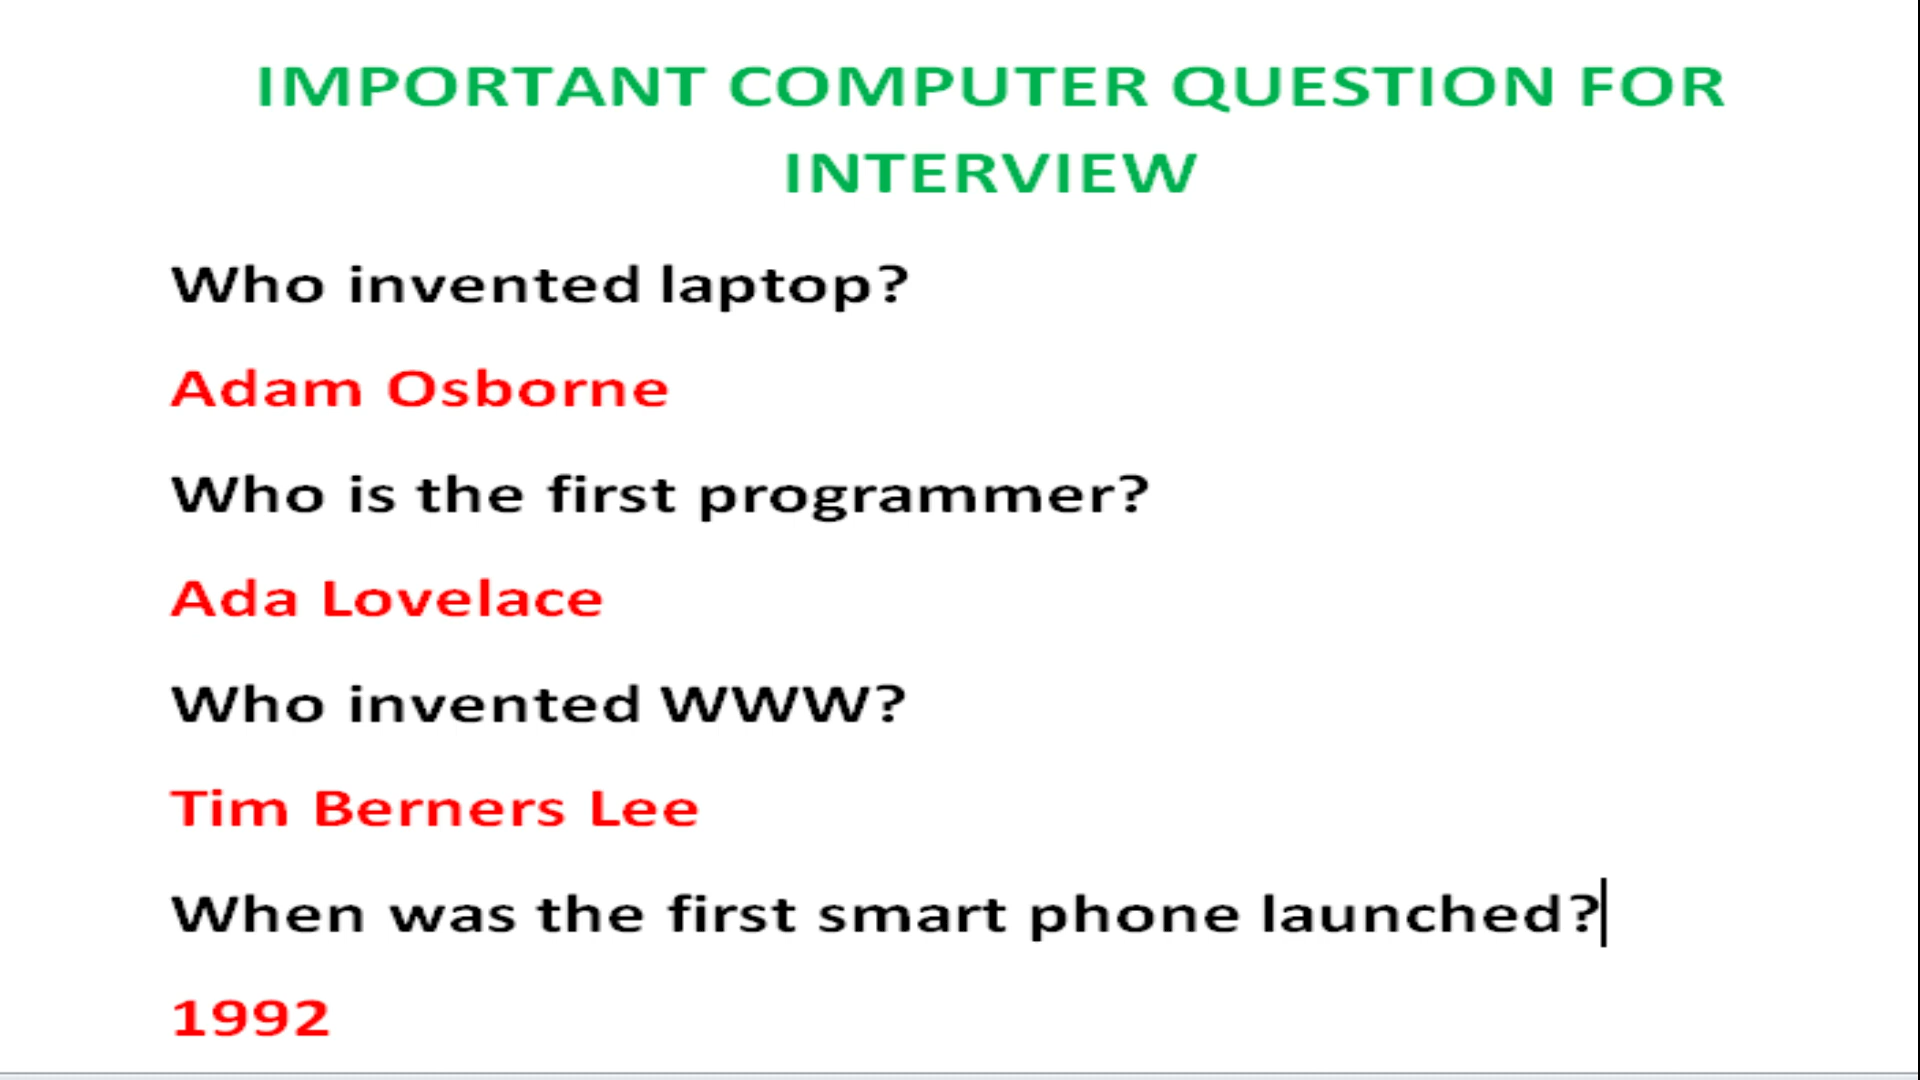 IMPORTANT COMPUTER QUESTION FOR
INTERVIEW
Who invented laptop?
Adam Osborne
Who is the first programmer?
Ada Lovelace
Who invented WWW?
Tim Berners Lee
When was the first smart phone launched?
1992